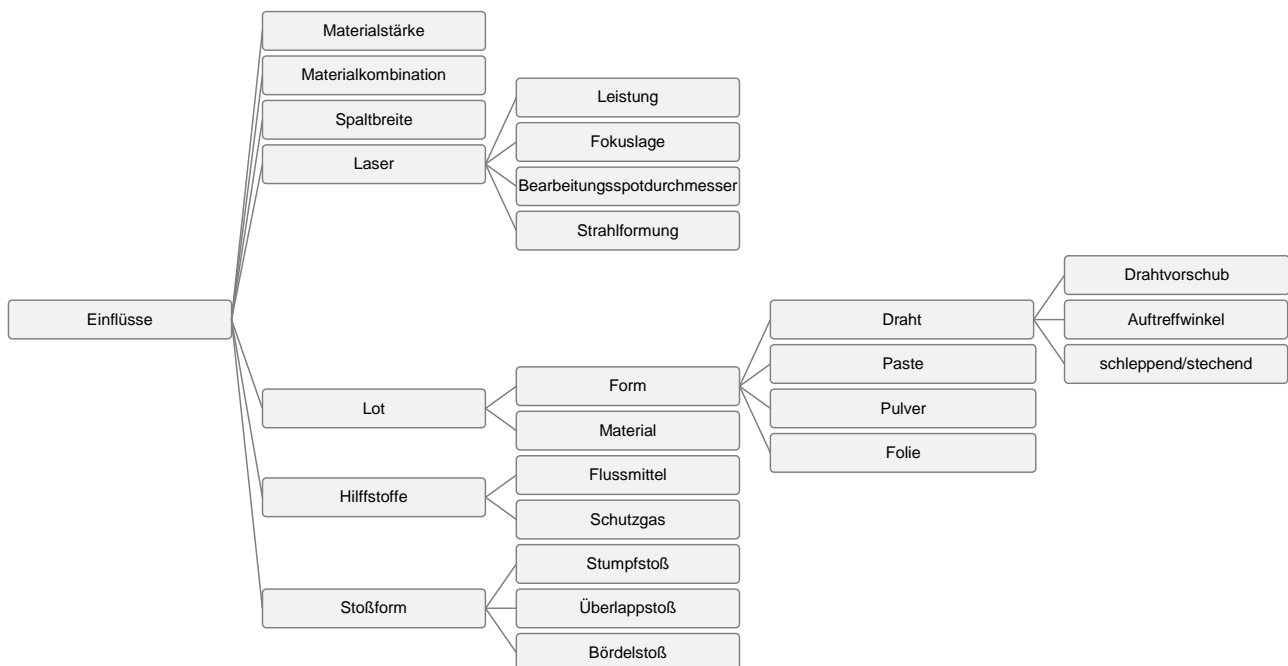 Einflüsse
Materialstärke
Materialkombination
Spaltbreite
Laser
Leistung
Fokuslage
Bearbeitungsspotdurchmesser
Strahlformung
Lot
Form
Draht
Drahtvorschub
Auftreffwinkel
schleppend/stechend
Paste
Pulver
Folie
Material
Hilffstoffe
Flussmittel
Schutzgas
Stoßform
Stumpfstoß
Überlappstoß
Bördelstoß